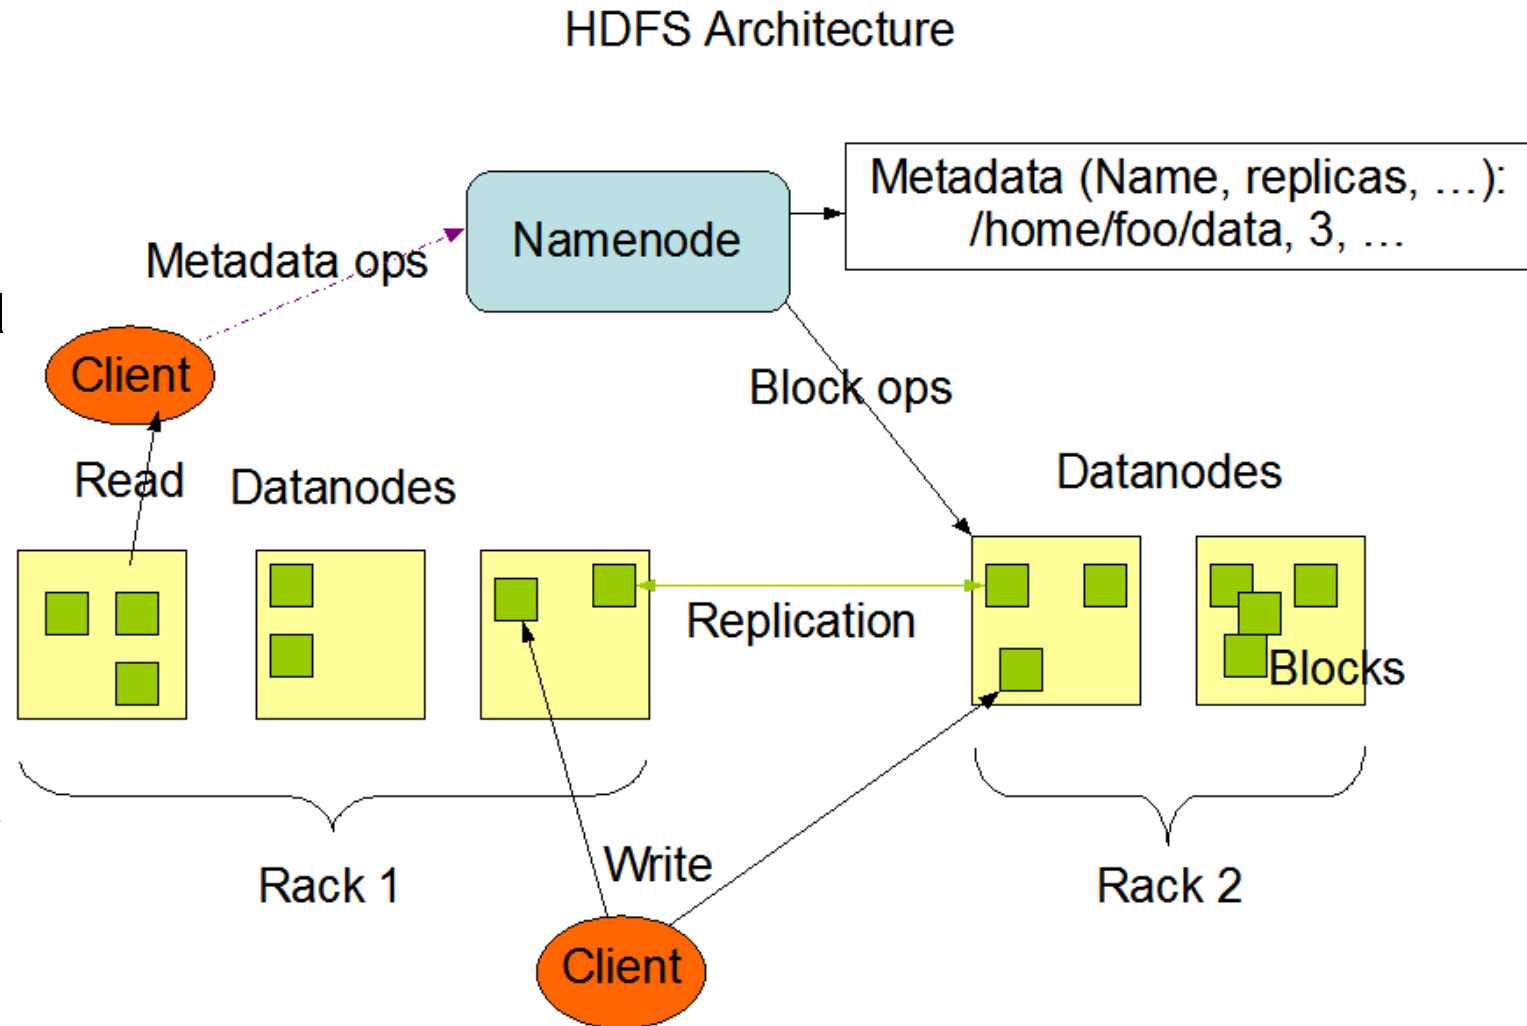 HDFS Architecture
Metadata (Name, replicas, …):
/home/foo/data, 3, …
Namenode
Metadata ops
Client
Block ops
Read
Datanodes
Datanodes
Replication
Blocks
Rack 1
Write
Rack 2
Client